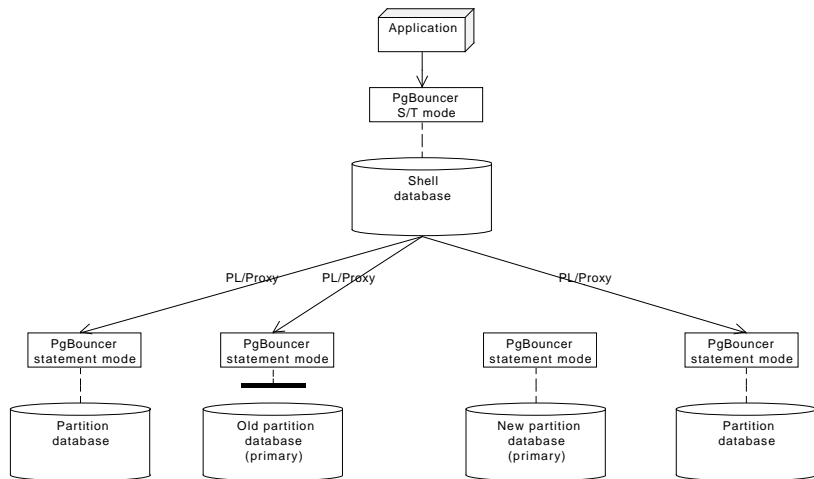 Application
PgBouncer
S/T mode
Shell
database
PL/Proxy
PL/Proxy
PL/Proxy
PgBouncer
statement mode
PgBouncer
statement mode
PgBouncer
statement mode
PgBouncer
statement mode
Partition
database
Old partition
database
(primary)
New partition
database
(primary)
Partition
database